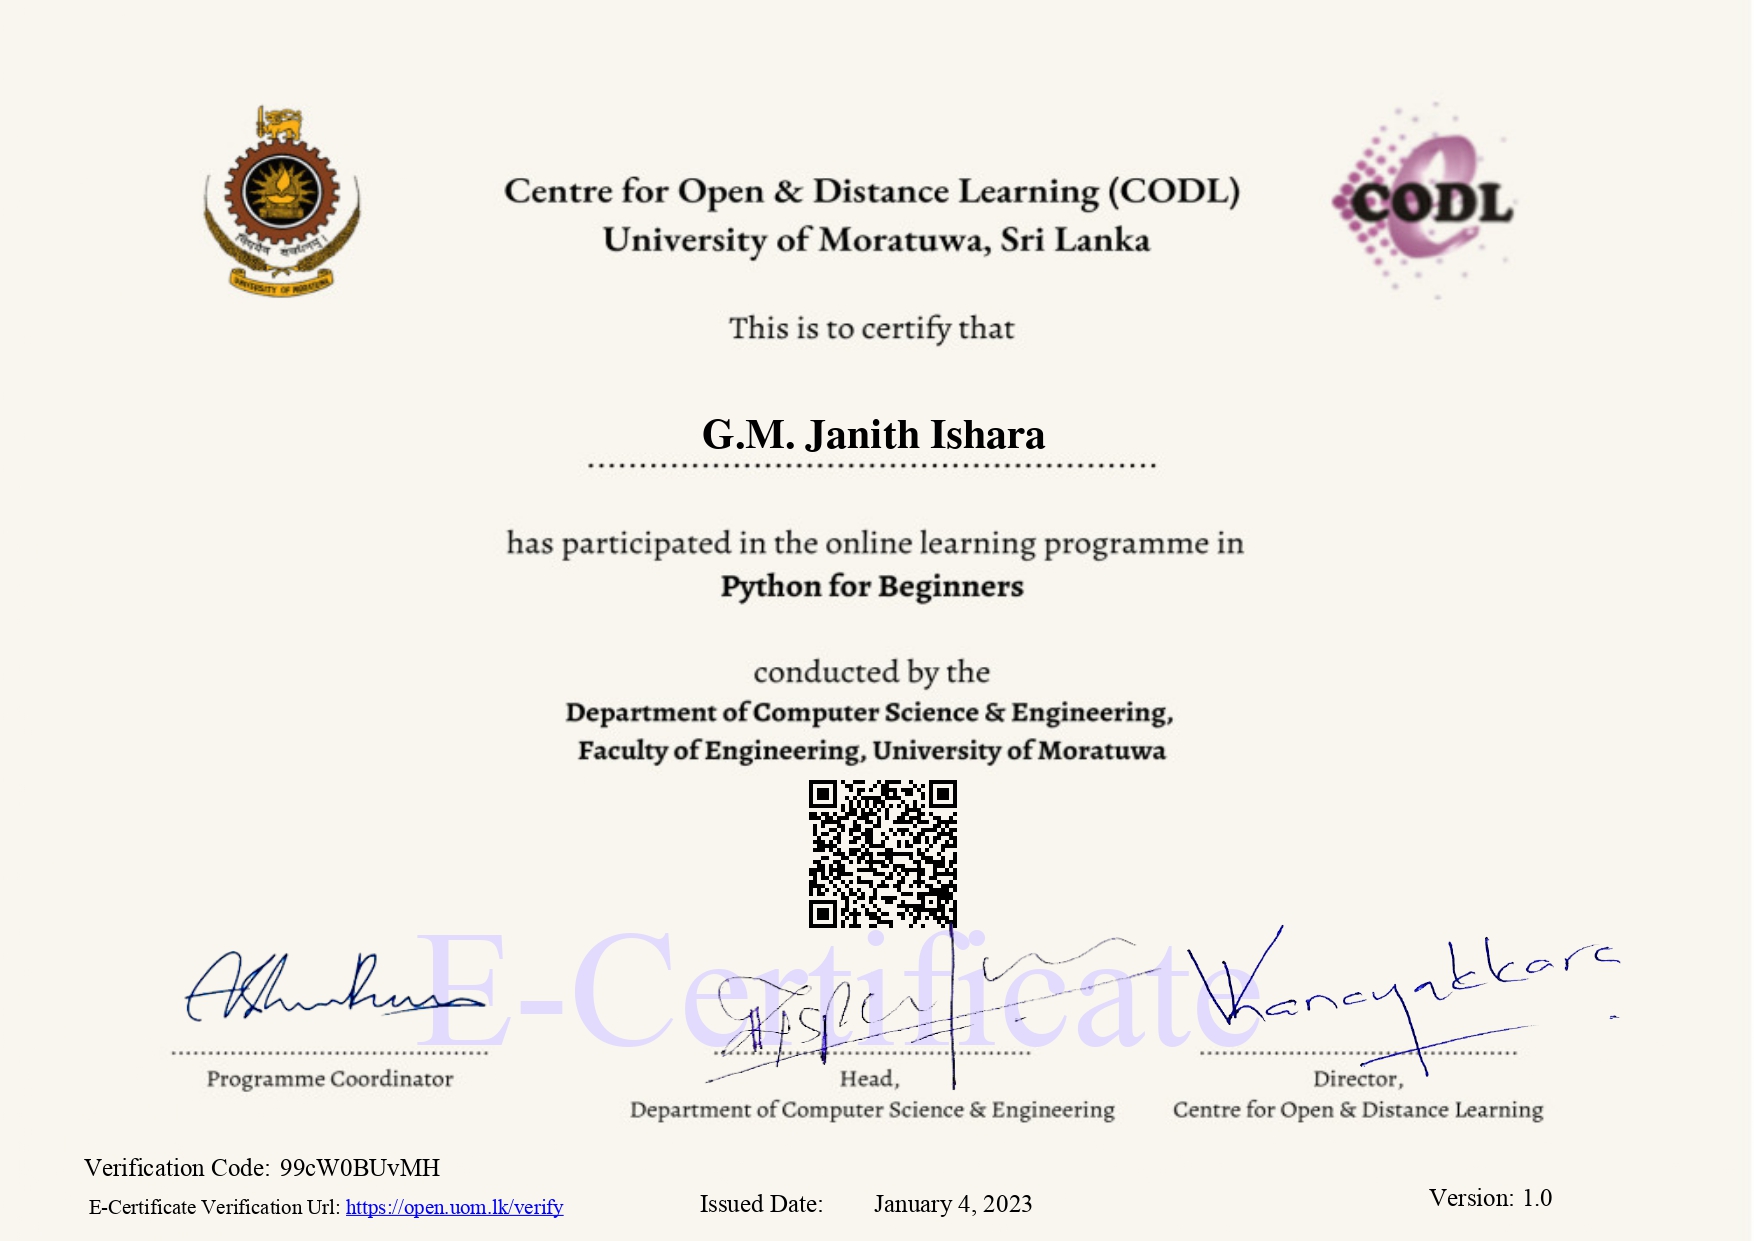 Centre for Open & Distance Learning (CODL)
University of Moratuwa, Sri Lanka
UNIVERSITY OF MORATUWA
CODL
This is to certify that
G.M. Janith Ishara
has participated in the online learning programme in
Python for Beginners
conducted by the
Department of Computer Science & Engineering,
Faculty of Engineering, University of Moratuwa
E-Certificate
Programme Coordinator
Head,
Department of Computer Science & Engineering
Director,
Centre for Open & Distance Learning
Verification Code: 99cW0BUvMH
E-Certificate Verification Url: https://open.uom.lk/verify
Issued Date: January 4, 2023
Version: 1.0